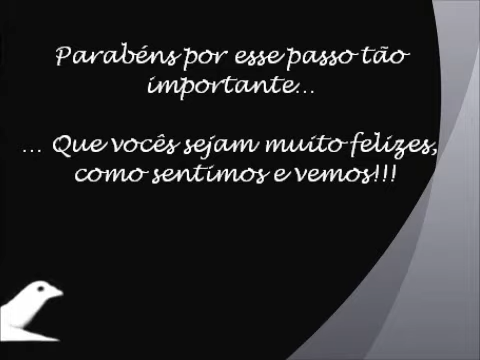 Parabéns por esse passo tão
importante...
... Que vocês sejam muito felizes,
como sentimos e vemos!!!